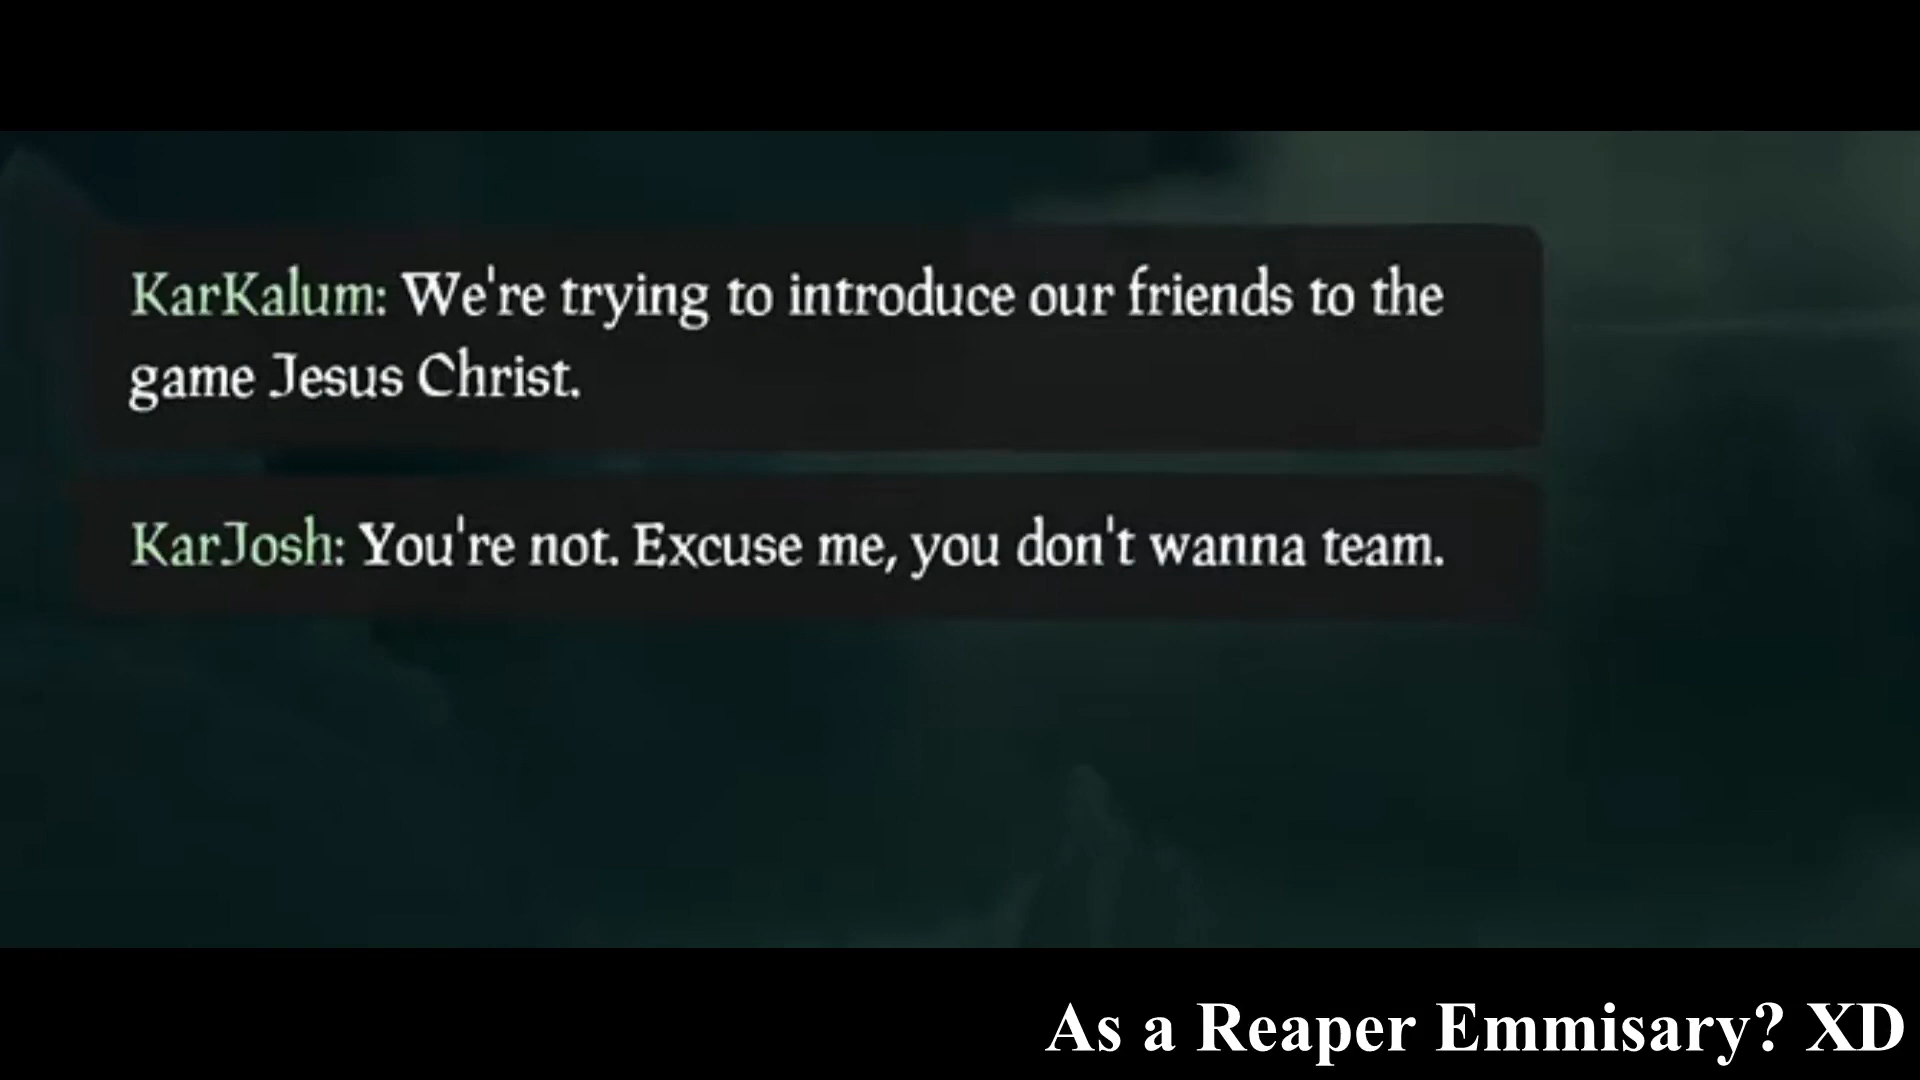 KarKalum: We're trying to introduce our friends to the
game Jesus Christ.
KarJosh: You're not. Excuse me, you don't wanna team.
As a Reaper Emmisary? XD